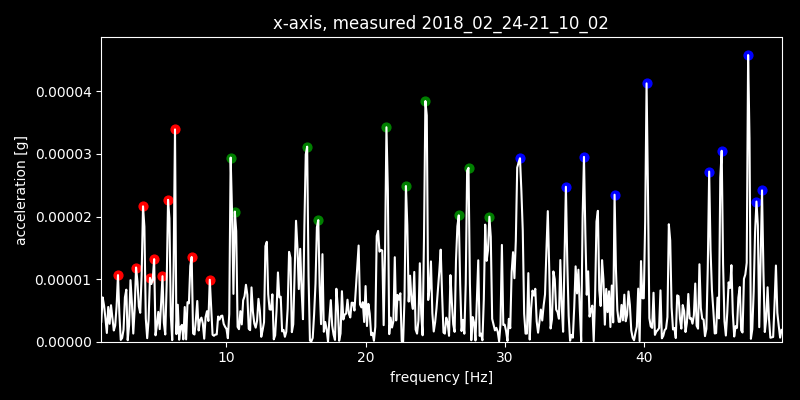 x-axis, measured 2018_02_24-21_10_02
acceleration [g]
0.00004
0.00003
0.00002
0.00001
0.00000
10 20 30 40
frequency [Hz]